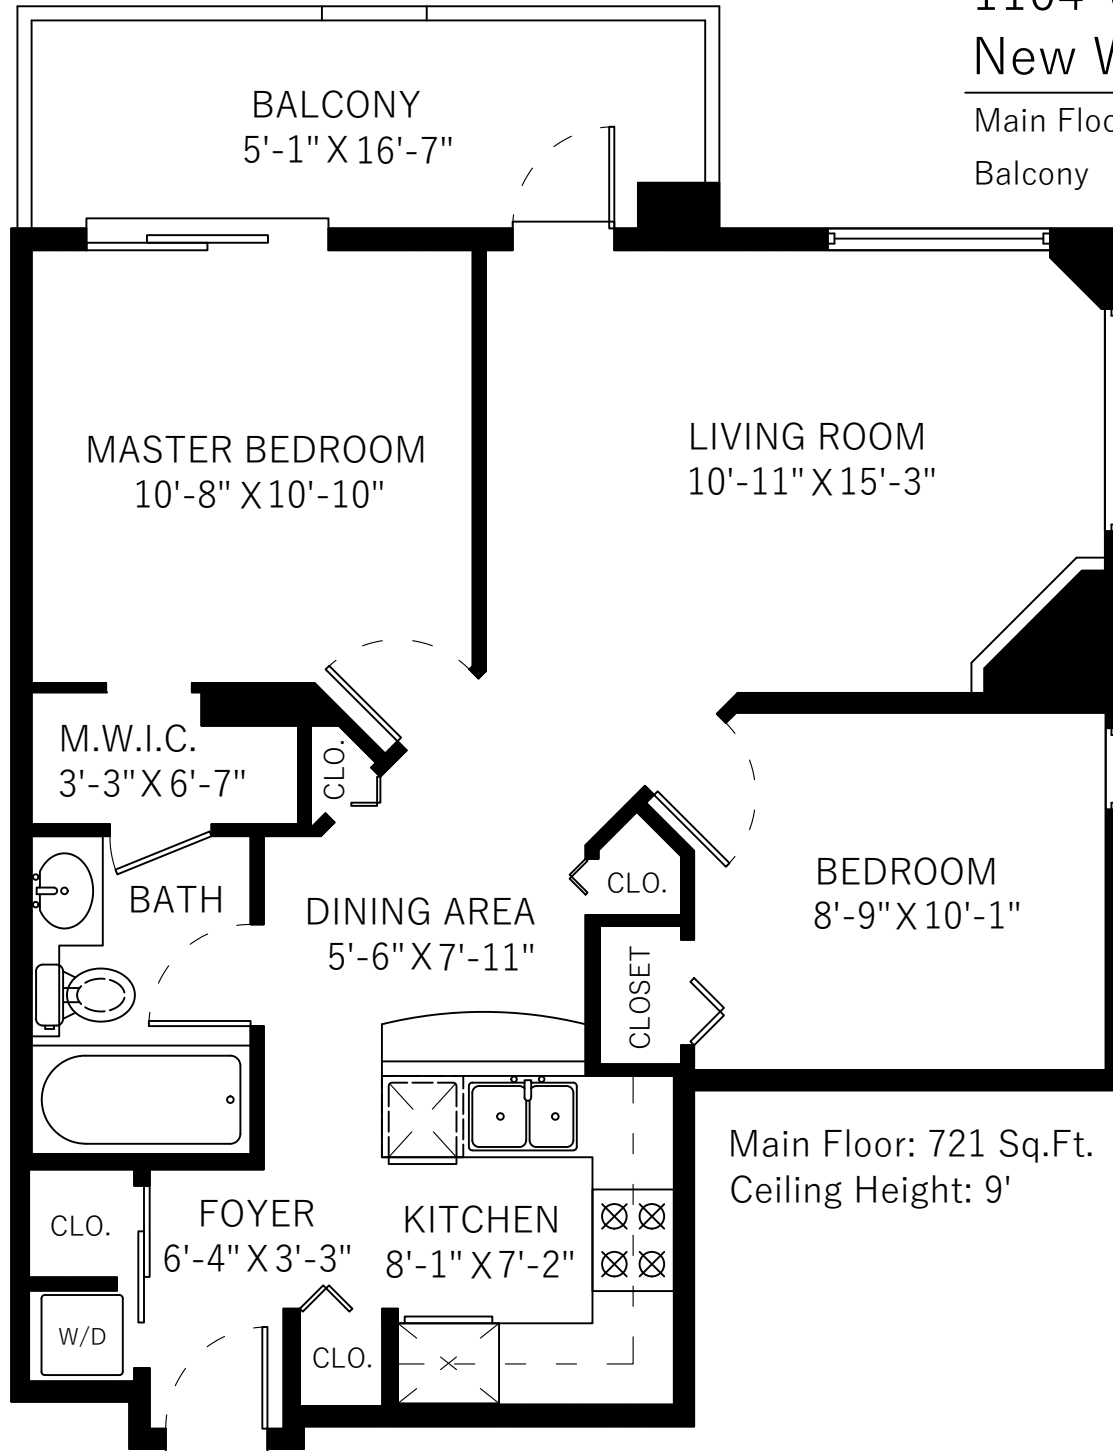 New
Main
Balcony
BALCONY
5'-1" X 16'-7"
MASTER BEDROOM
10'-8" X 10'-10"
LIVING ROOM
10'-11" X 15'-3"
M.W.I.C.
3'-3" X 6'-7"
CLO.
BATH
DINING AREA
5'-6" X 7'-11"
CLO.
BEDROOM
8'-9" X 10'-1"
CLOSET
Main Floor: 721 Sq.Ft.
Ceiling Height: 9'
CLO.
FOYER
6'-4" X 3'-3"
KITCHEN
8'-1" X 7'-2"
W/D
CLO.